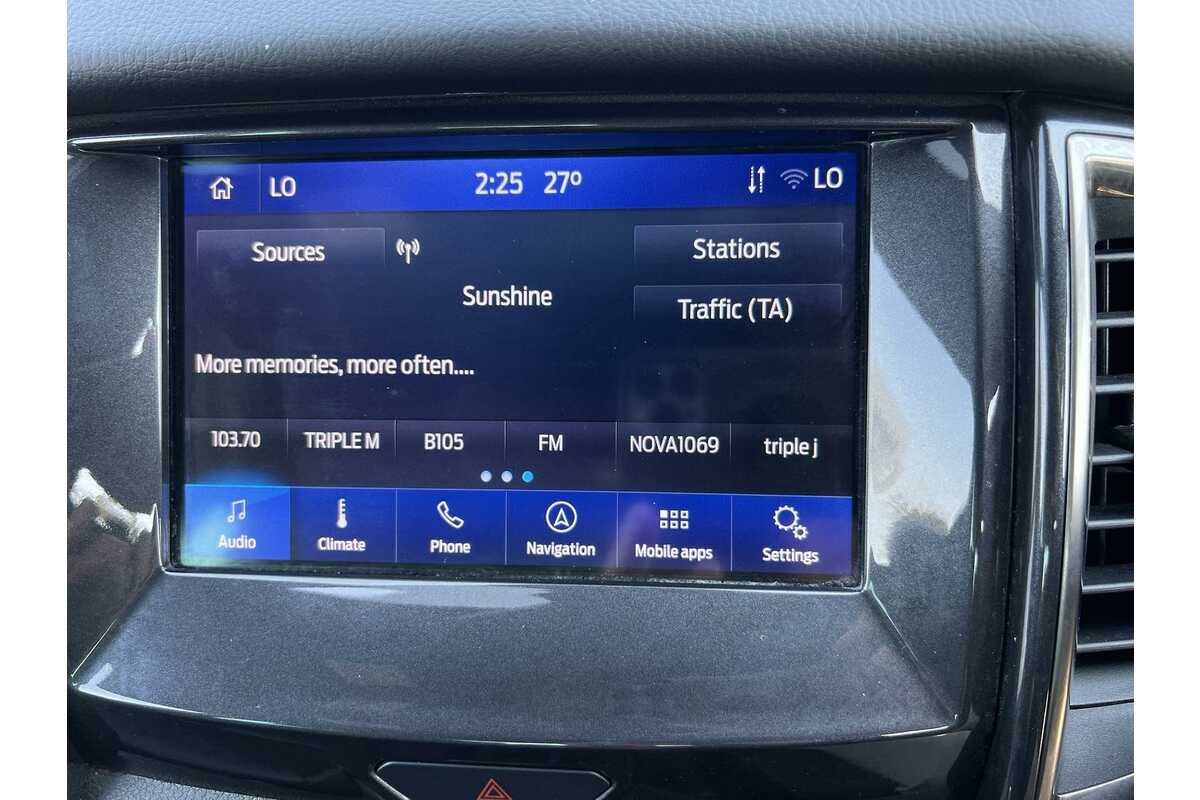 LO 2:25 27º LO
Sources Stations
Sunshine
Traffic (TA)
More memories, more often....
103.70 TRIPLE M B105 FM NOVA1069 triple j
Audio Climate Phone Navigation Mobile apps Settings